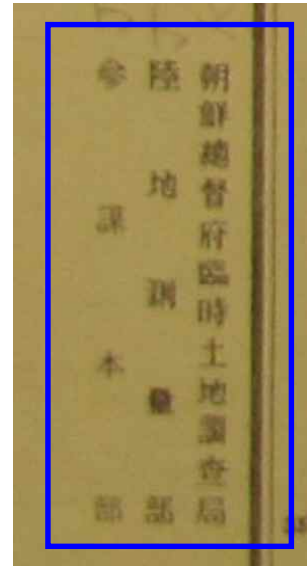 朝鮮總督府臨時土地調査局
陸地測量部
參謀本部